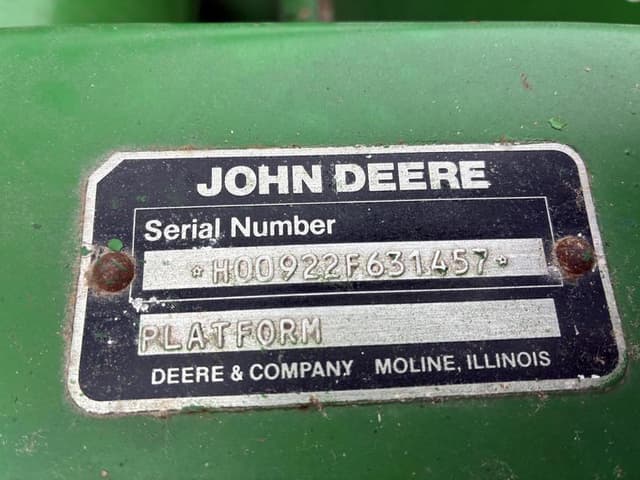 JOHN DEERE
Serial Number
*H00922F631457*
PLATFORM
DEERE & COMPANY MOLINE, ILLINOIS